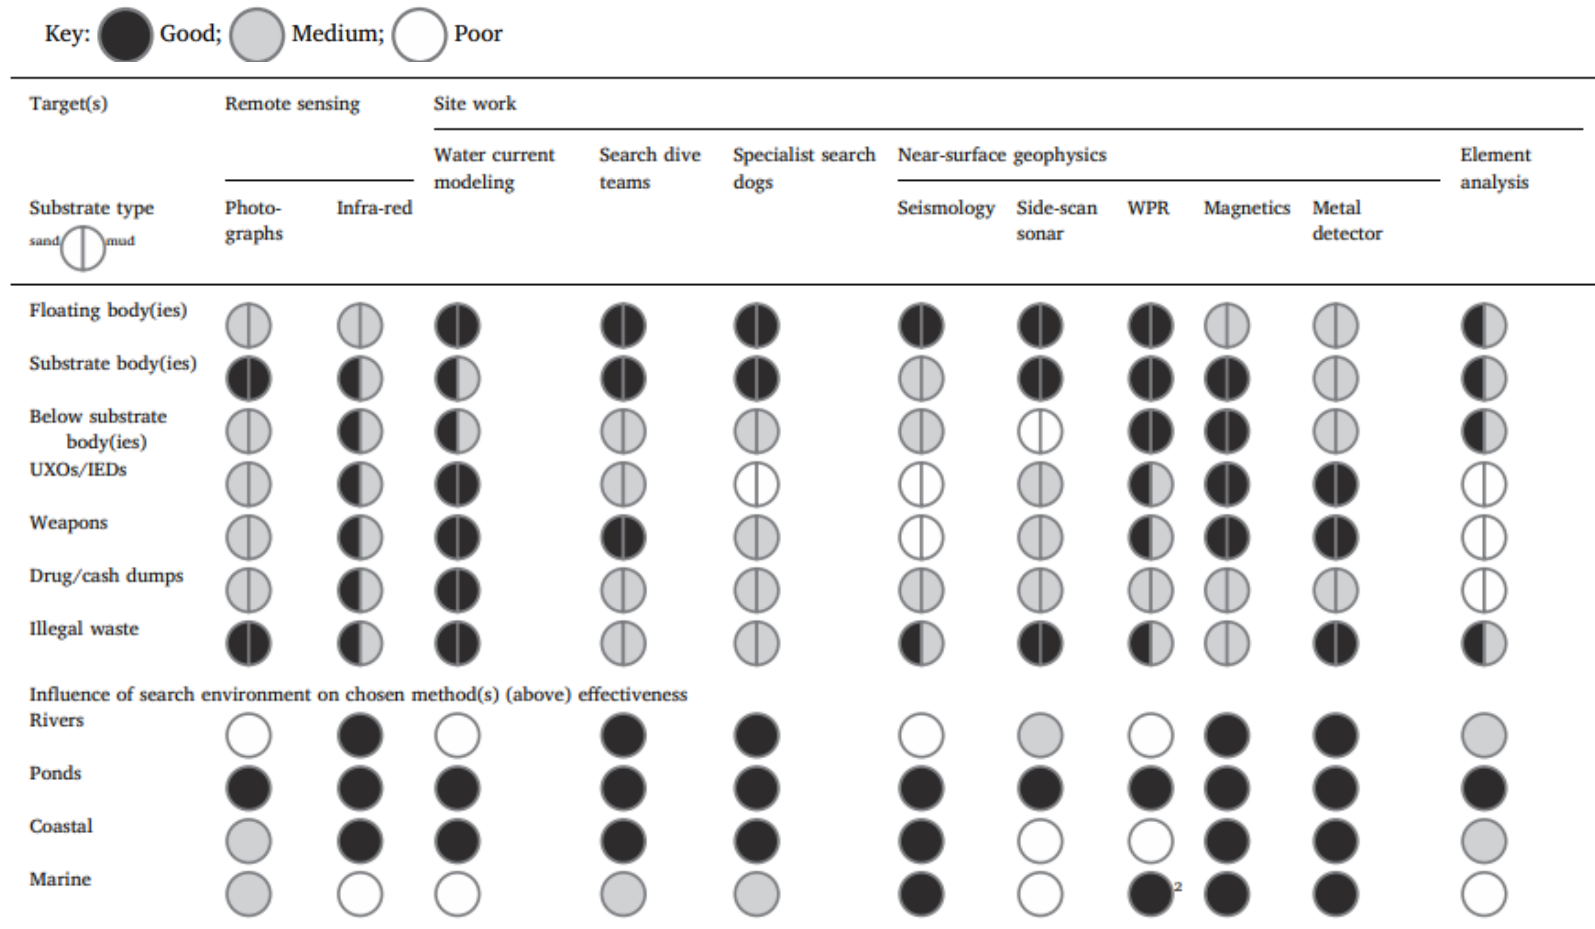 Key: Good; Medium; Poor
Target(s) Remote sensing Site work
Water current modeling Search dive teams Specialist search dogs Near-surface geophysics Element analysis
Substrate type Photo-graphs Infra-red Seismology Side-scan sonar WPR Magnetics Metal detector
sand mud
Floating body(ies)
Substrate body(ies)
Below substrate
body(ies)
UXOs/IEDs
Weapons
Drug/cash dumps
Illegal waste
Influence of search environment on chosen method(s) (above) effectiveness
Rivers
Ponds
Coastal
Marine 2